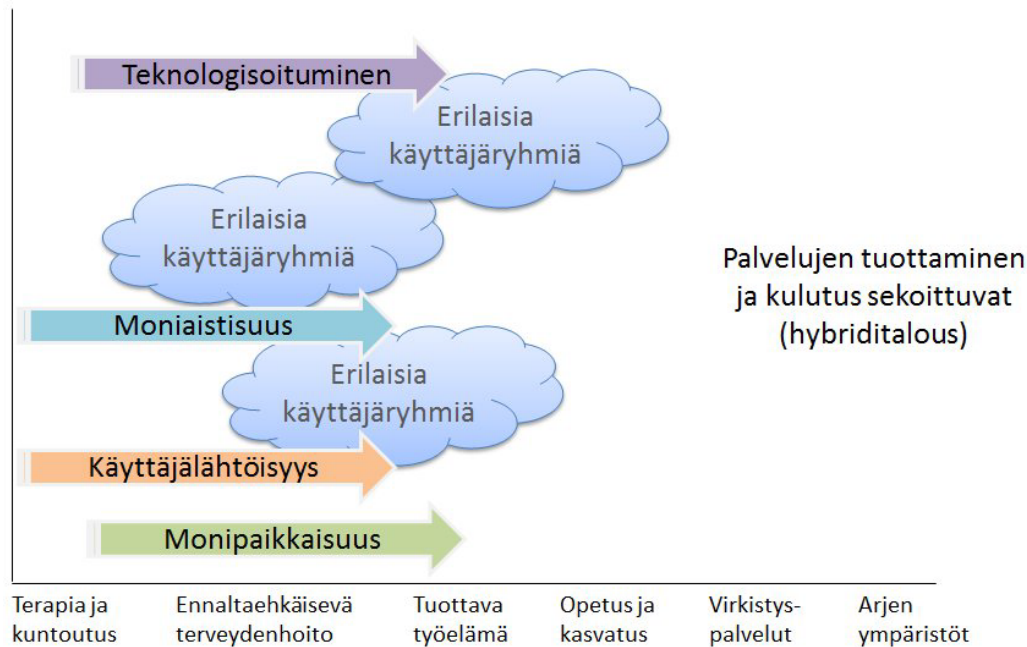 Teknologisoituminen
Erilaisia
käyttäjäryhmiä
Erilaisia
käyttäjäryhmiä
Palvelujen tuottaminen
ja kulutus sekoittuvat
(hybriditalous)
Moniaistisuus
Erilaisia
käyttäjäryhmiä
Käyttäjälähtöisyys
Monipaikkaisuus
Terapia ja
kuntoutus
Ennaltaehkäisevä
terveydenhoito
Tuottava
työelämä
Opetus ja
kasvatus
Virkistys-
palvelut
Arjen
ympäristöt